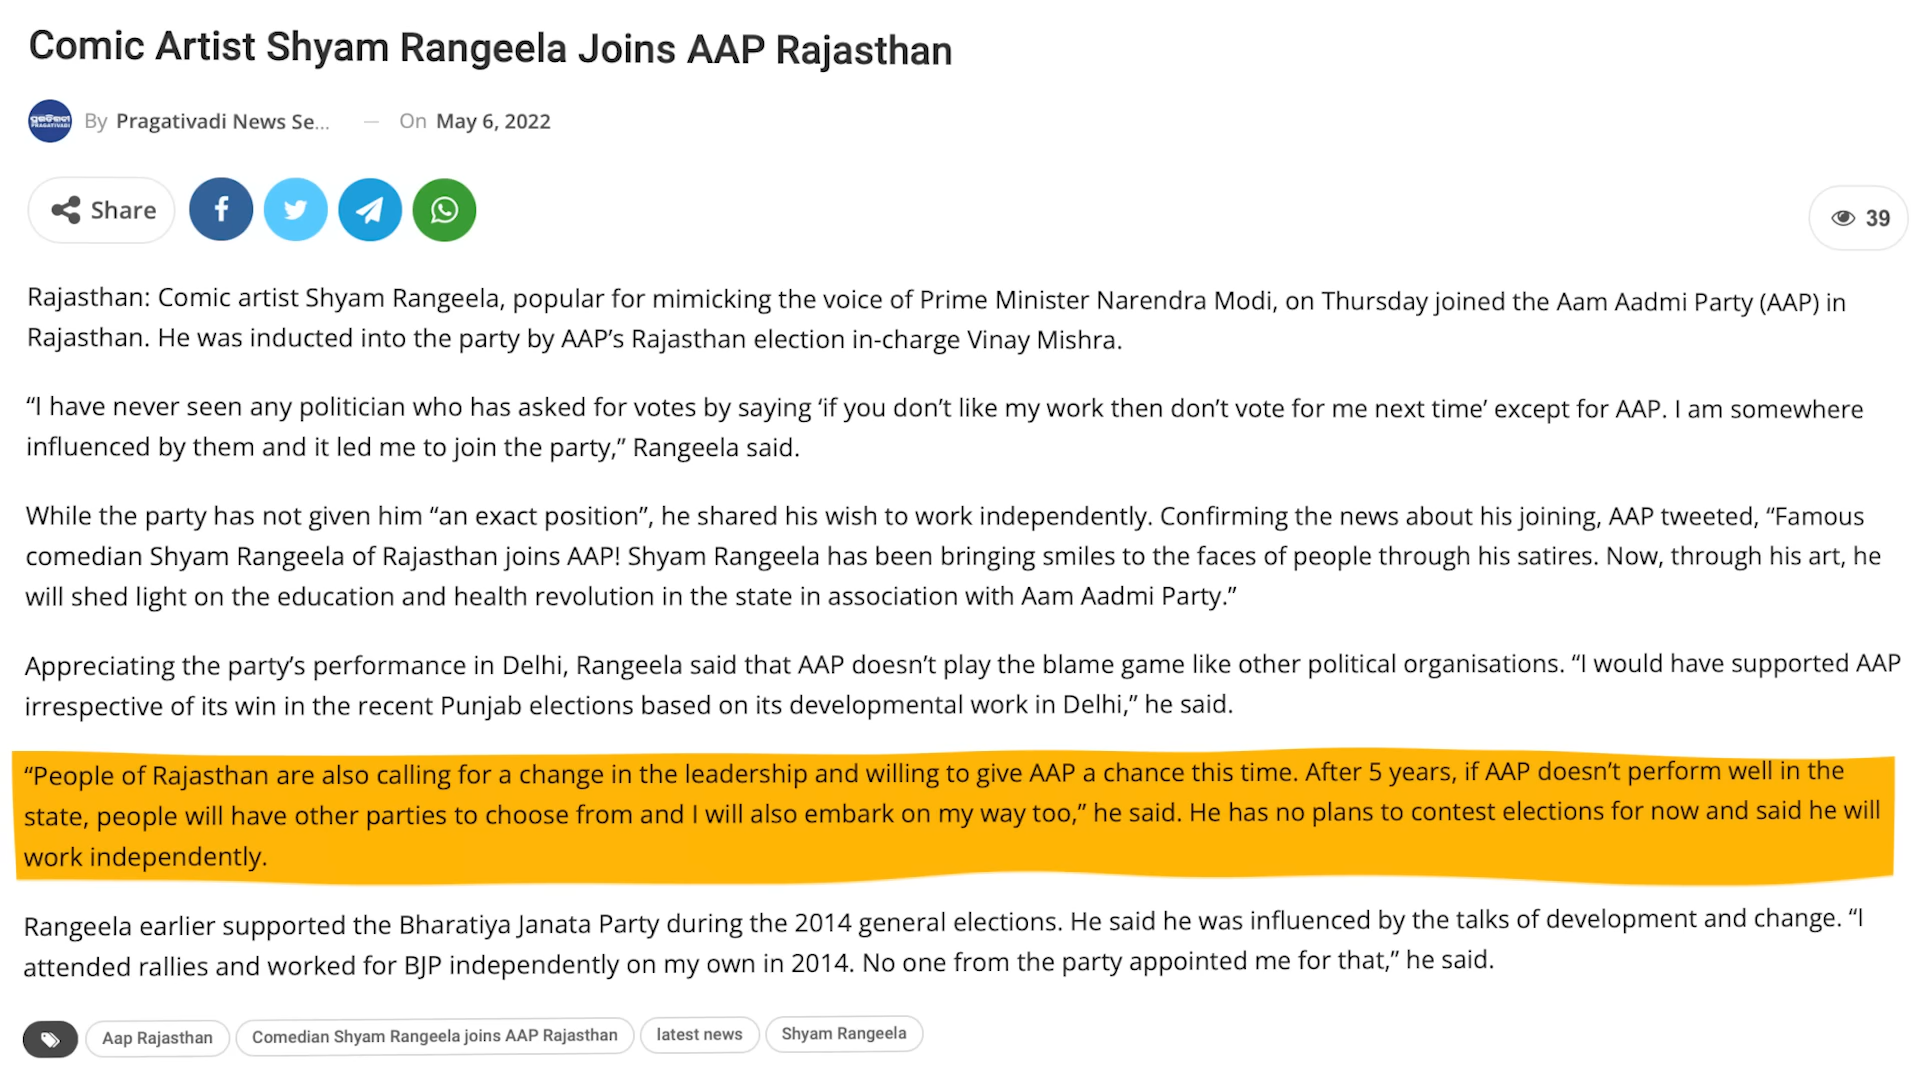 Comic Artist Shyam Rangeela Joins AAP Rajasthan
ପ୍ରଗତିବାଦୀ
PRAGATIVADI
By Pragativadi News Se... — On May 6, 2022
Share
39
Rajasthan: Comic artist Shyam Rangeela, popular for mimicking the voice of Prime Minister Narendra Modi, on Thursday joined the Aam Aadmi Party (AAP) in
Rajasthan. He was inducted into the party by AAP’s Rajasthan election in-charge Vinay Mishra.
“I have never seen any politician who has asked for votes by saying ‘if you don’t like my work then don’t vote for me next time’ except for AAP. I am somewhere
influenced by them and it led me to join the party,” Rangeela said.
While the party has not given him “an exact position”, he shared his wish to work independently. Confirming the news about his joining, AAP tweeted, “Famous
comedian Shyam Rangeela of Rajasthan joins AAP! Shyam Rangeela has been bringing smiles to the faces of people through his satires. Now, through his art, he
will shed light on the education and health revolution in the state in association with Aam Aadmi Party.”
Appreciating the party’s performance in Delhi, Rangeela said that AAP doesn’t play the blame game like other political organisations. “I would have supported AAP
irrespective of its win in the recent Punjab elections based on its developmental work in Delhi,” he said.
“People of Rajasthan are also calling for a change in the leadership and willing to give AAP a chance this time. After 5 years, if AAP doesn’t perform well in the
state, people will have other parties to choose from and I will also embark on my way too,” he said. He has no plans to contest elections for now and said he will
work independently.
Rangeela earlier supported the Bharatiya Janata Party during the 2014 general elections. He said he was influenced by the talks of development and change. “I
attended rallies and worked for BJP independently on my own in 2014. No one from the party appointed me for that,” he said.
Aap Rajasthan Comedian Shyam Rangeela joins AAP Rajasthan latest news Shyam Rangeela